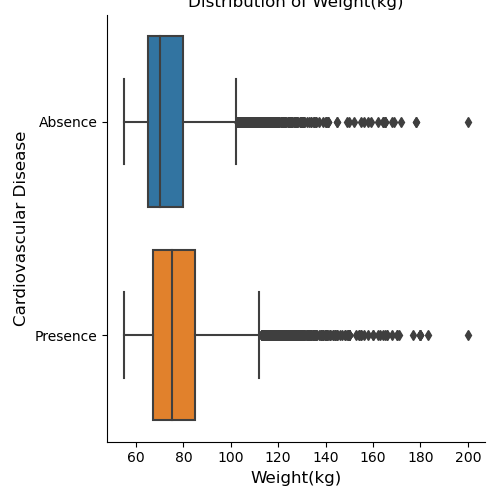 Distribution of Weight(kg)
Cardiovascular Disease
Absence
Presence
60 80 100 120 140 160 180 200
Weight(kg)